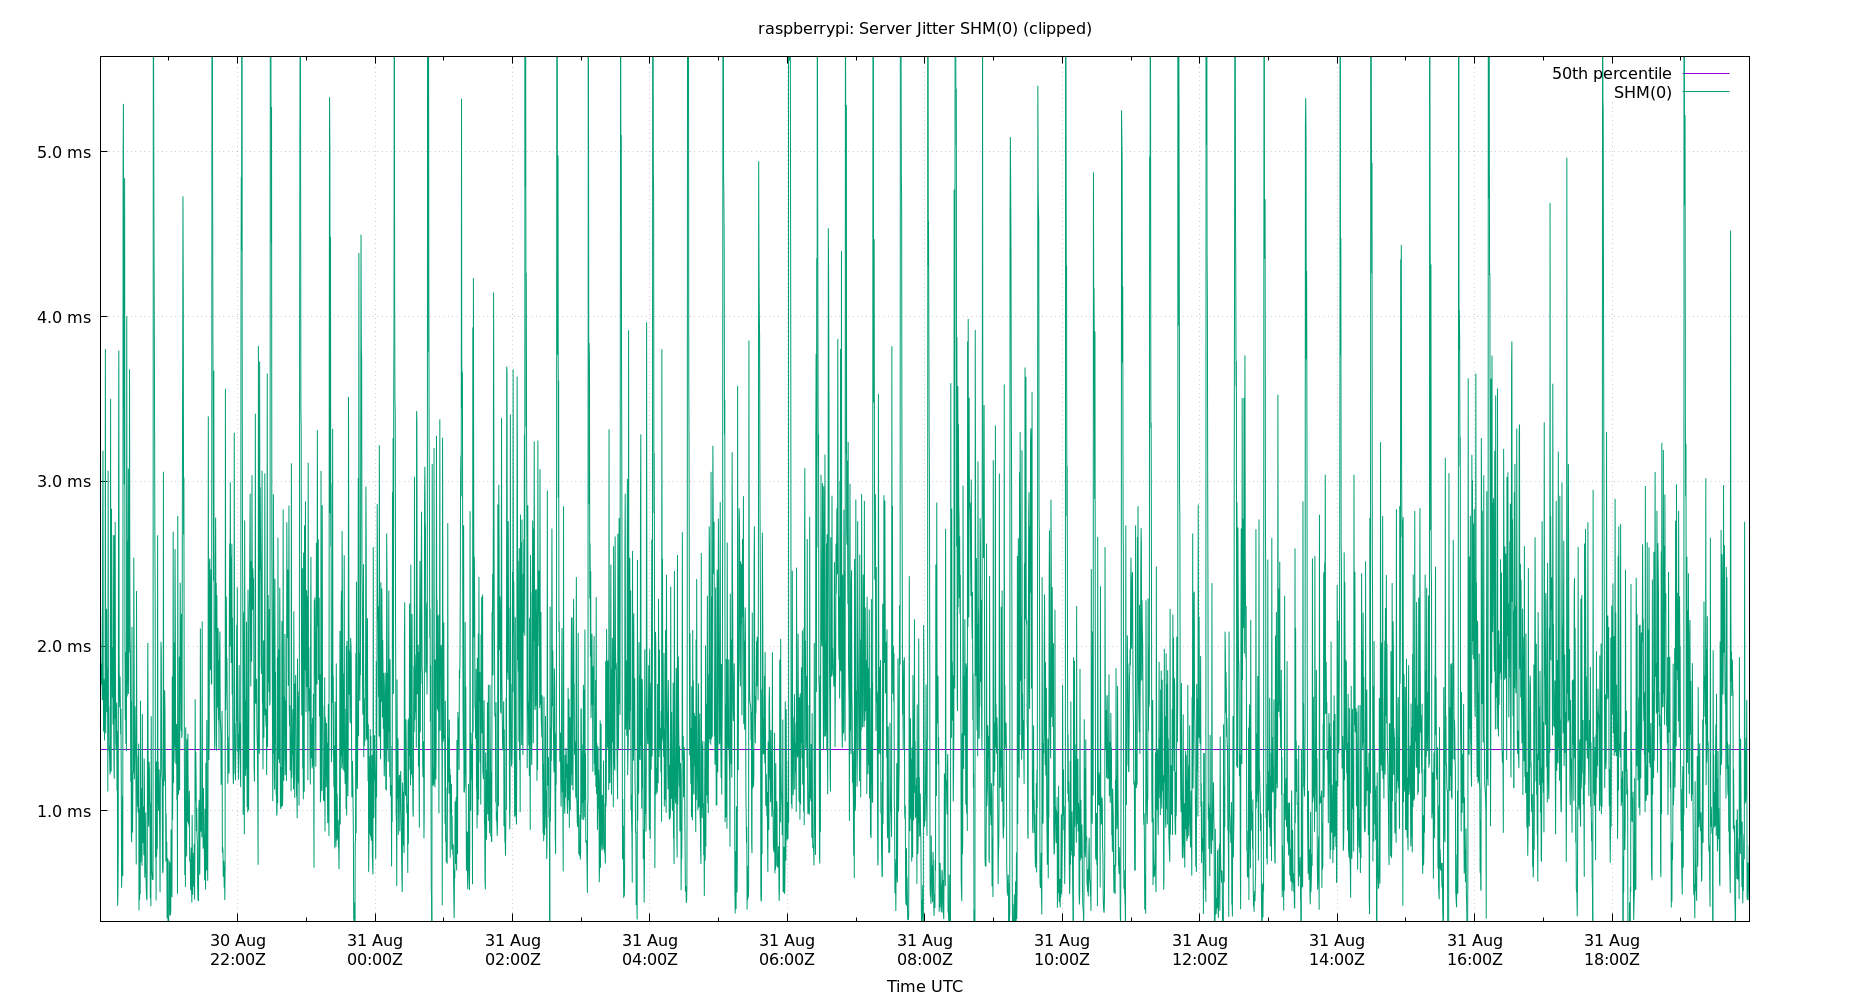 raspberrypi: Server Jitter SHM(0) (clipped)
50th percentile
SHM(0)
5.0 ms
4.0 ms
3.0 ms
2.0 ms
1.0 ms
30 Aug 31 Aug 31 Aug 31 Aug 31 Aug 31 Aug 31 Aug 31 Aug 31 Aug 31 Aug 31 Aug
22:00Z 00:00Z 02:00Z 04:00Z 06:00Z 08:00Z 10:00Z 12:00Z 14:00Z 16:00Z 18:00Z
Time UTC